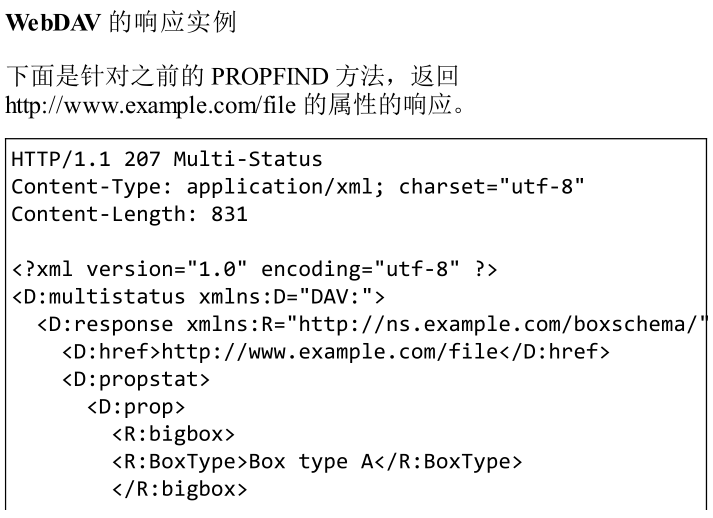 WebDAV 的响应实例
下面是针对之前的 PROPFIND 方法，返回
http://www.example.com/file 的属性的响应。
HTTP/1.1 207 Multi-Status
Content-Type: application/xml; charset="utf-8"
Content-Length: 831
<?xml version="1.0" encoding="utf-8" ?>
<D:multistatus xmlns:D="DAV:">
<D:response xmlns:R="http://ns.example.com/boxschema/"
<D:href>http://www.example.com/file</D:href>
<D:propstat>
<D:prop>
<R:bigbox>
<R:BoxType>Box type A</R:BoxType>
</R:bigbox>